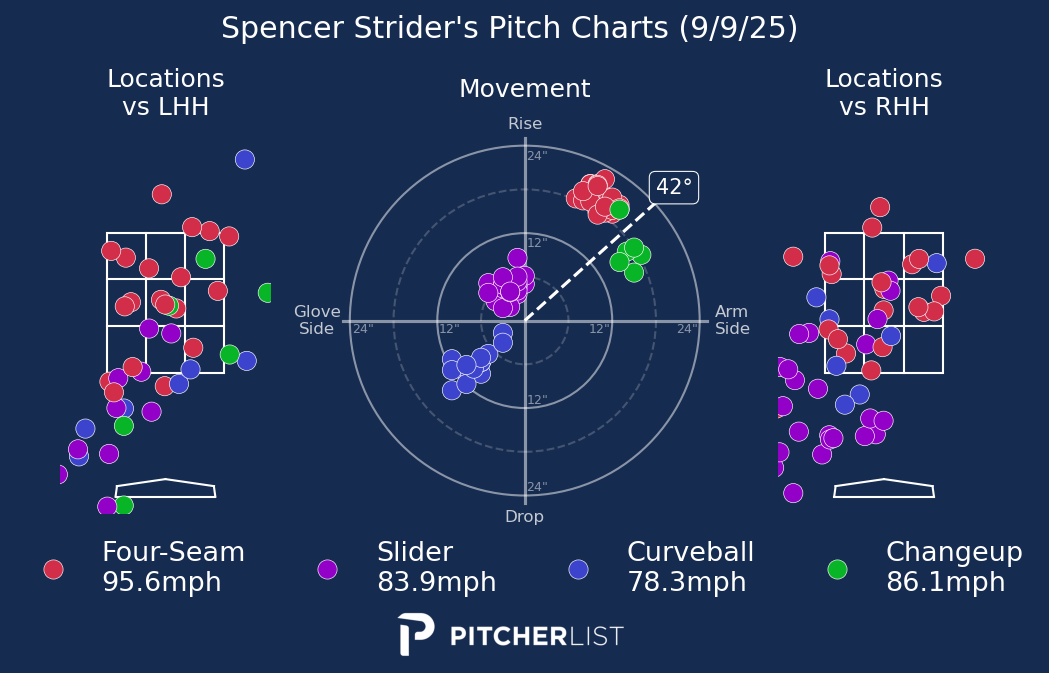 Spencer Strider's Pitch Charts (9/9/25)
Locations
vs LHH
Movement
Locations
vs RHH
Rise
24"
42°
12"
Glove
Side
24"
12"
12"
24"
Arm
Side
12"
24"
Drop
Four-Seam
95.6mph
Slider
83.9mph
Curveball
78.3mph
Changeup
86.1mph
PITCHERLIST